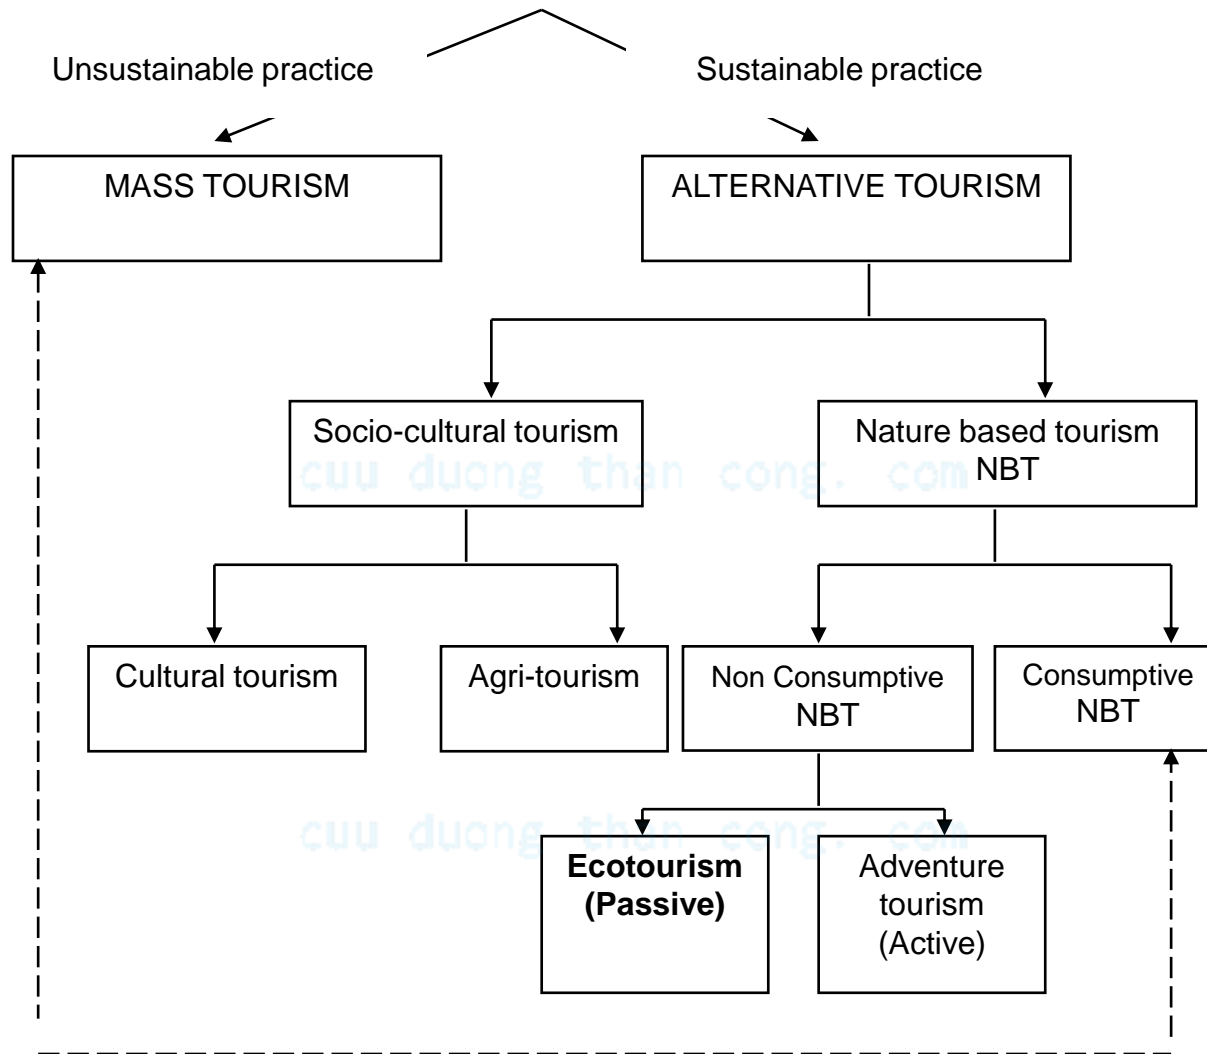 Unsustainable practice
Sustainable practice
MASS TOURISM
ALTERNATIVE TOURISM
Socio-cultural tourism
Nature based tourism
NBT
cuu duong than cong. com
Cultural tourism
Agri-tourism
Non Consumptive
NBT
Consumptive
NBT
cuu duong than cong. com
Ecotourism
(Passive)
Adventure
tourism
(Active)